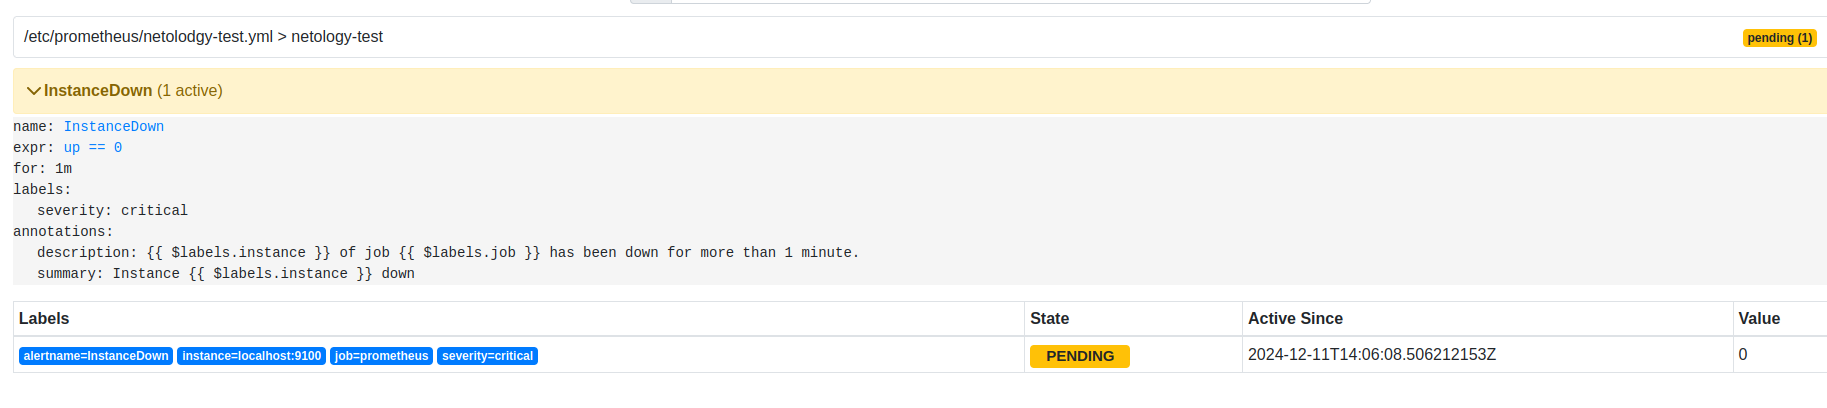 /etc/prometheus/netolodgy-test.yml > netology-test
pending (1)
InstanceDown (1 active)
name: InstanceDown
expr: up == 0
for: 1m
labels:
severity: critical
annotations:
description: {{ $labels.instance }} of job {{ $labels.job }} has been down for more than 1 minute.
summary: Instance {{ $labels.instance }} down
Labels State Active Since Value
alertname=InstanceDown instance=localhost:9100 job=prometheus severity=critical PENDING 2024-12-11T14:06:08.506212153Z 0